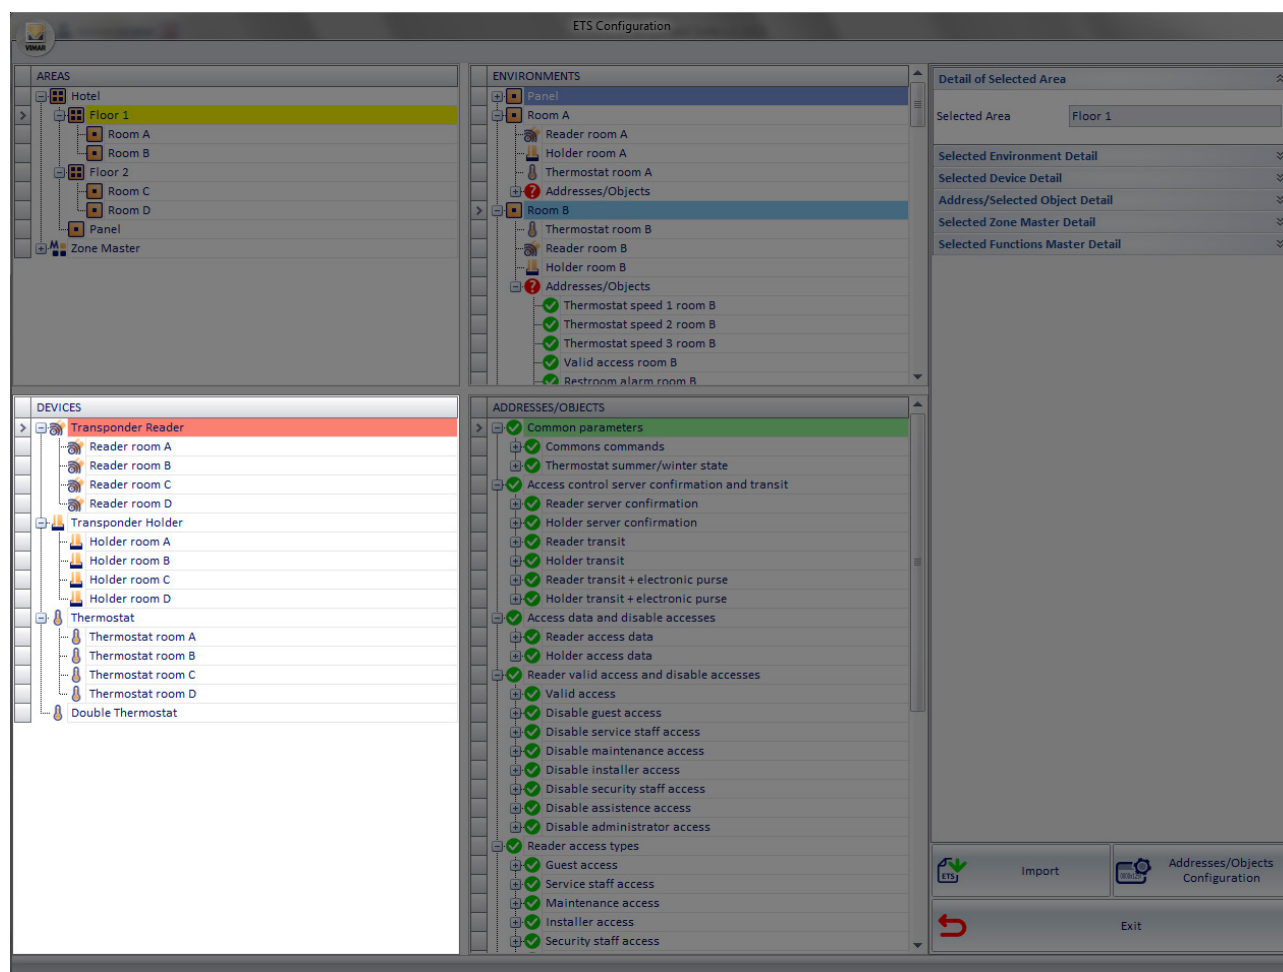 ETS Configuration
VIMAR
AREAS
Hotel
Floor 1
Room A
Room B
Floor 2
Room C
Room D
Panel
Zone Master
ENVIRONMENTS
Panel
Room A
Reader room A
Holder room A
Thermostat room A
Addresses/Objects
Room B
Thermostat room B
Reader room B
Holder room B
Addresses/Objects
Thermostat speed 1 room B
Thermostat speed 2 room B
Thermostat speed 3 room B
Valid access room B
Restroom alarm room B
Detail of Selected Area
Selected Area Floor 1
Selected Environment Detail
Selected Device Detail
Address/Selected Object Detail
Selected Zone Master Detail
Selected Functions Master Detail
DEVICES
Transponder Reader
Reader room A
Reader room B
Reader room C
Reader room D
Transponder Holder
Holder room A
Holder room B
Holder room C
Holder room D
Thermostat
Thermostat room A
Thermostat room B
Thermostat room C
Thermostat room D
Double Thermostat
ADDRESSES/OBJECTS
Common parameters
Commons commands
Thermostat summer/winter state
Access control server confirmation and transit
Reader server confirmation
Holder server confirmation
Reader transit
Holder transit
Reader transit + electronic purse
Holder transit + electronic purse
Access data and disable accesses
Reader access data
Holder access data
Reader valid access and disable accesses
Valid access
Disable guest access
Disable service staff access
Disable maintenance access
Disable installer access
Disable security staff access
Disable assistence access
Disable administrator access
Reader access types
Guest access
Service staff access
Maintenance access
Installer access
Security staff access
ETS
Import
Addresses/Objects
Configuration
Exit